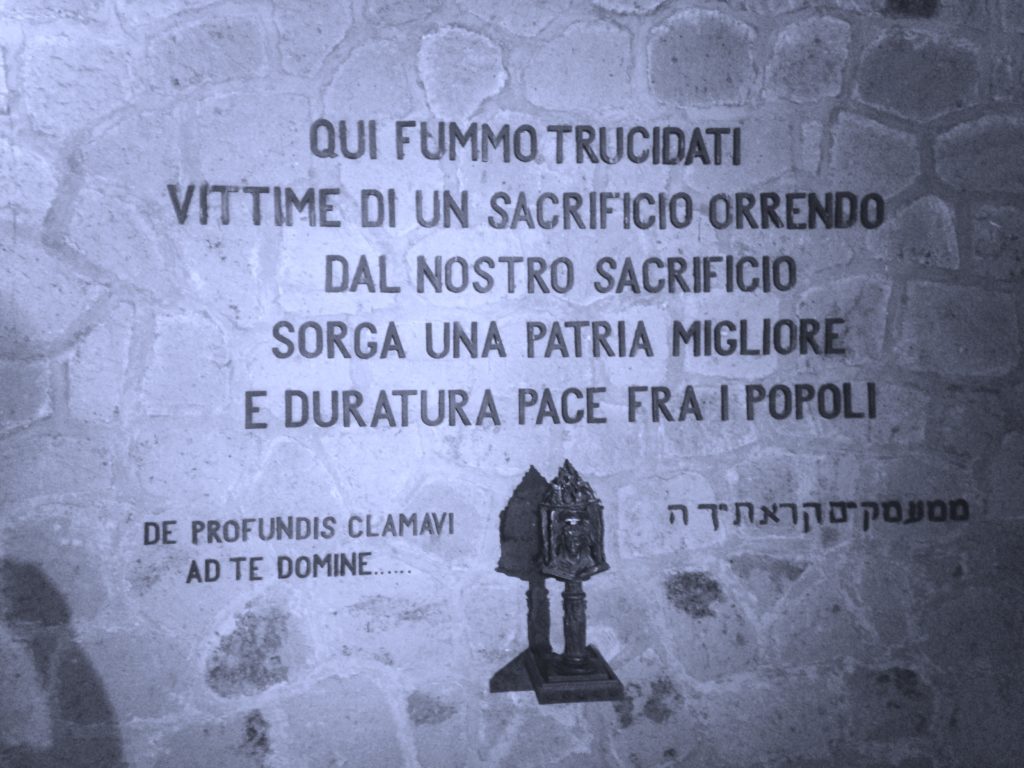 QUI FUMMO TRUCIDATI
VITTIME DI UN SACRIFICIO ORRENDO
DAL NOSTRO SACRIFICIO
SORGA UNA PATRIA MIGLIORE
E DURATURA PACE FRA I POPOLI
DE PROFUNDIS CLAMAVI
AD TE DOMINE......
ממעמקים קראתיך ה